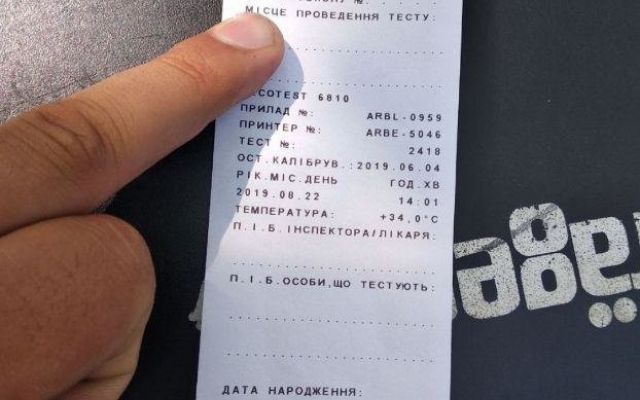 МІСЦЕ ПРОВЕДЕННЯ ТЕСТУ:
6810
ПРИЛАД №: ARBL-0959
ПРИНТЕР №: ARBE-5046
ТЕСТ №: 2418
ОСТ.КАЛІБРУВ.:2019.06.04
РІК.МІС.ДЕНЬ ГОД.ХВ
2019.08.22 14:01
ТЕМПЕРАТУРА: +34.0°C
П.І.Б.ІНСПЕКТОРА/ЛІКАРЯ:
П.І.Б.ОСОБИ,ЩО ТЕСТУЮТЬ:
ДАТА НАРОДЖЕННЯ: